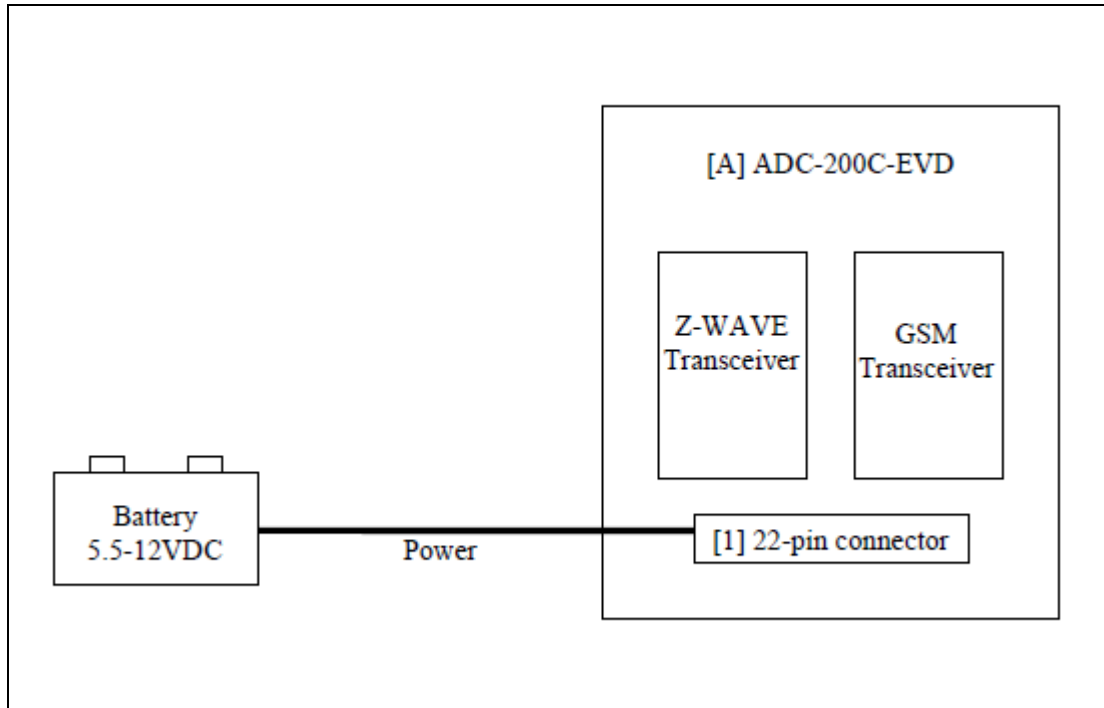 [A] ADC-200C-EVD
Z-WAVE
Transceiver
GSM
Transceiver
Battery
5.5-12VDC
Power
[1] 22-pin connector